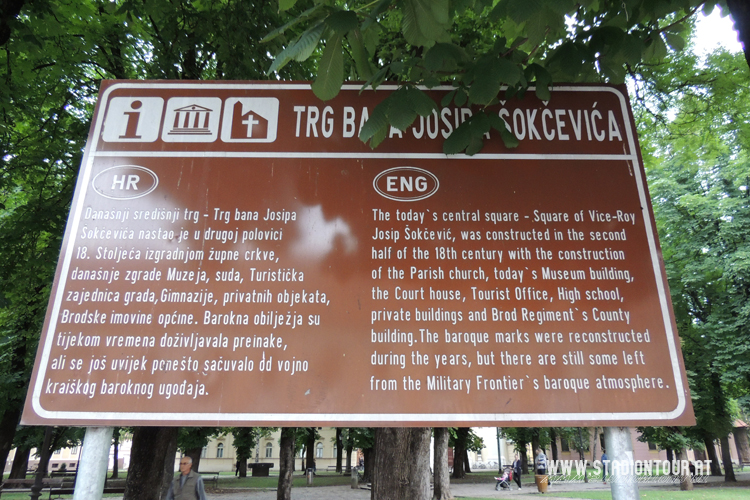 TRG BANA JOSIPA ŠOKČEVIĆA
HR
Današnji središnji trg - Trg bana Josipa
Šokčevića nastao je u drugoj polovici
18. Stoljeća izgradnjom župne crkve,
današnje zgrade Muzeja, suda, Turistička
zajednica grada, Gimnazije, privatnih objekata,
Brodske imovine općine. Barokna obilježja su
tijekom vremena doživljavala preinake,
ali se još uvijek ponešto sačuvalo od vojno
kraiškog baroknog ugođaja.
ENG
The today`s central square - Square of Vice-Roy
Josip Šokčević, was constructed in the second
half of the 18th century with the construction
of the Parish church, today`s Museum building,
the Court house, Tourist Office, High school,
private buildings and Brod Regiment`s County
building.The baroque marks were reconstructed
during the years, but there are still some left
from the Military Frontier`s baroque atmosphere.
WWW.STADIONTOUR.AT